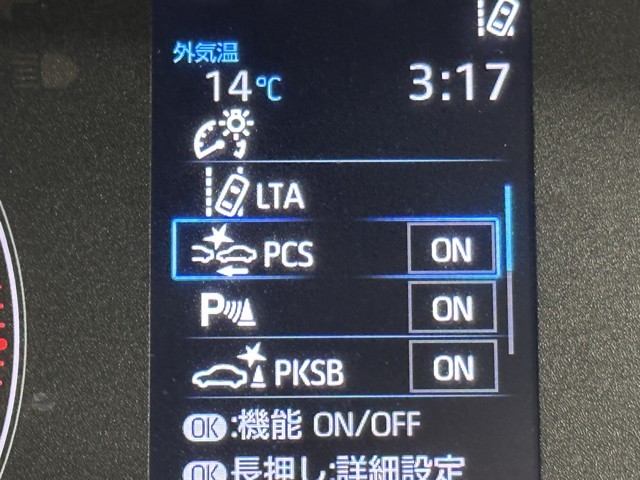 外気温
14℃ 3:17
LTA
PCS ON
P ON
PKSB ON
OK:機能 ON/OFF
OK長押し:詳細設定